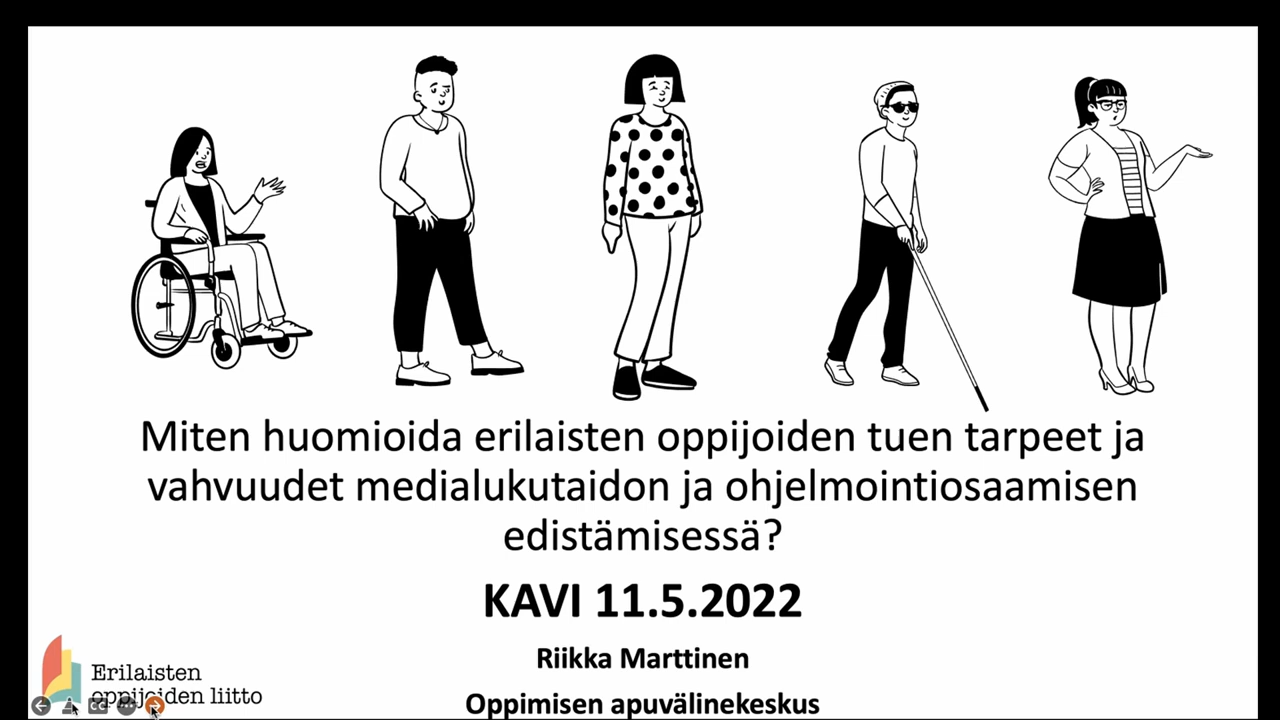 Miten huomioida erilaisten oppijoiden tuen tarpeet ja
vahvuudet medialukutaidon ja ohjelmointiosaamisen
edistämisessä?
KAVI 11.5.2022
Riikka Marttinen
Oppimisen apuvälinekeskus
Erilaisten
oppijoiden liitto
CC